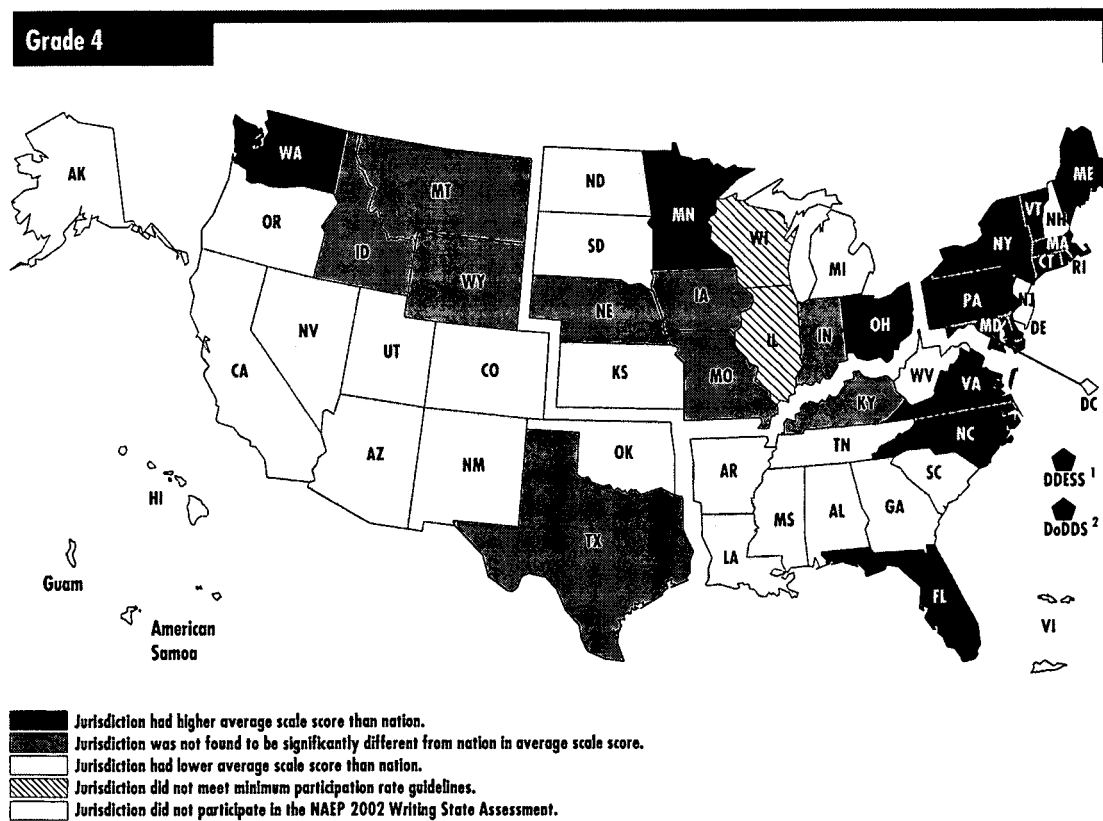 Grade 4
AK
WA
OR
CA
NV
ID
MT
WY
UT
CO
AZ
NM
ND
SD
NE
KS
OK
TX
MN
IA
MO
WI
IL
MI
IN
OH
KY
TN
AR
LA
MS
AL
GA
FL
SC
NC
VA
WV
PA
NY
VT
NH
ME
MA
CT
RI
NJ
DE
MD
DC
HI
Guam
American
Samoa
DDESS 1
DoDDS 2
VI
Jurisdiction had higher average scale score than nation.
Jurisdiction was not found to be significantly different from nation in average scale score.
Jurisdiction had lower average scale score than nation.
Jurisdiction did not meet minimum participation rate guidelines.
Jurisdiction did not participate in the NAEP 2002 Writing State Assessment.